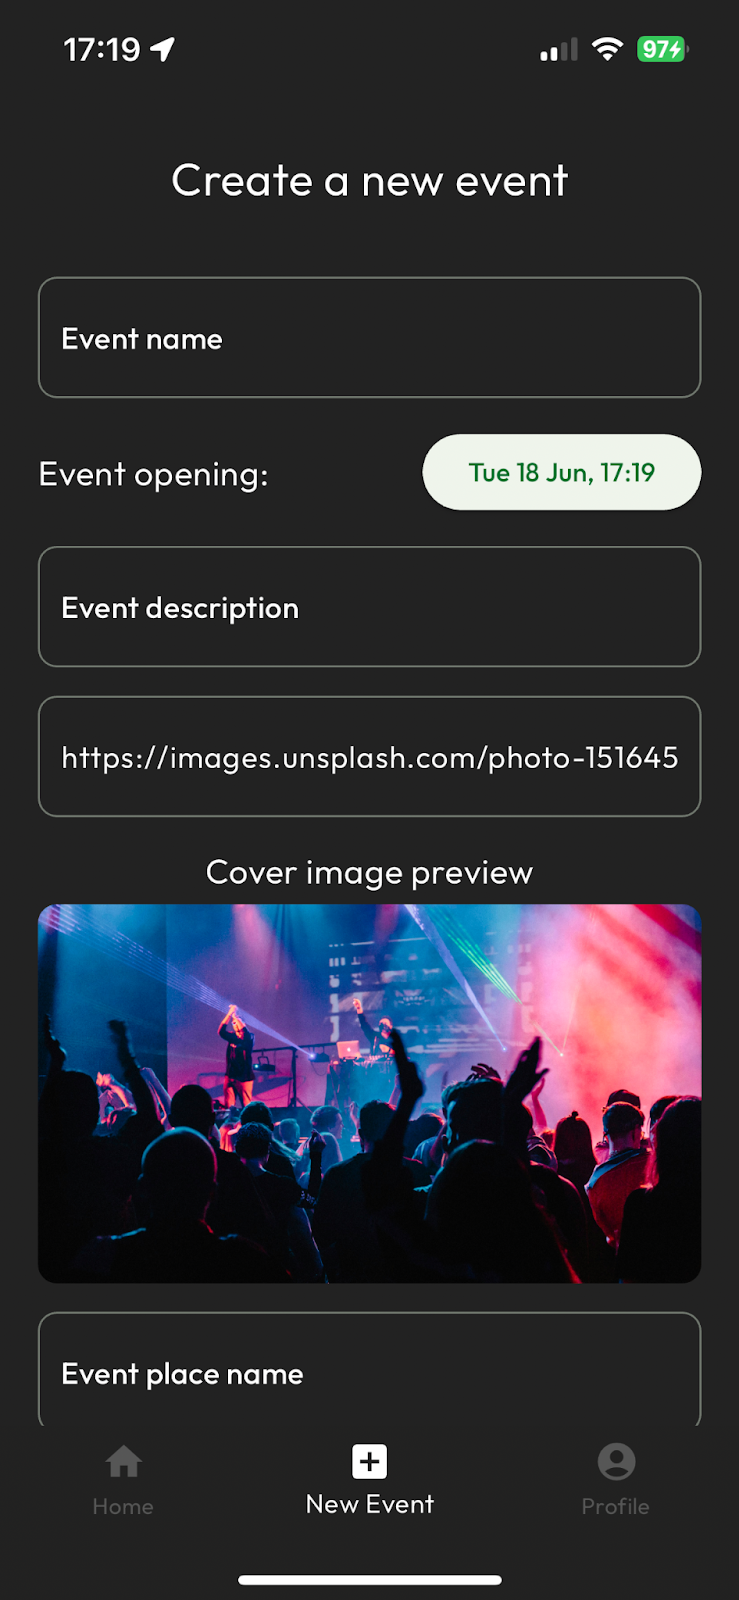 17:19
97
Create a new event
Event name
Event opening:
Tue 18 Jun, 17:19
Event description
https://images.unsplash.com/photo-151645
Cover image preview
Event place name
Home
New Event
Profile